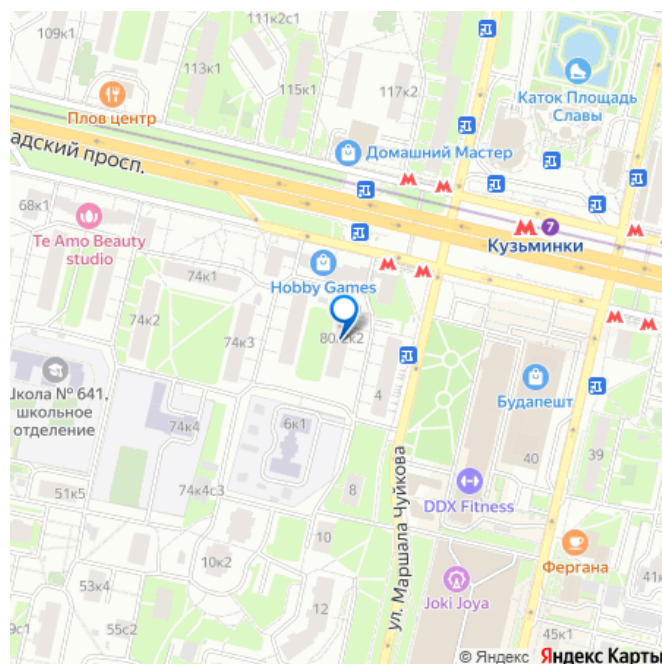 111к2с1
109к1
113к1
115к1
117к2
Плов центр
Каток Площадь
Славы
Домашний Мастер
адский просп.
68к1
7
Кузьминки
Te Amo Beauty
studio
74к1
Hobby Games
74к2
74к3
Школа № 641,
школьное
отделение
4
Будапешт
74к4
6к1
40
39
ул. Маршала Чуйкова
51к5
74к4с3
8
DDX Fitness
10
10к2
Фергана
53к4
Joki Joya
12
55с2
45к1
© Яндекс Яндекс Карты